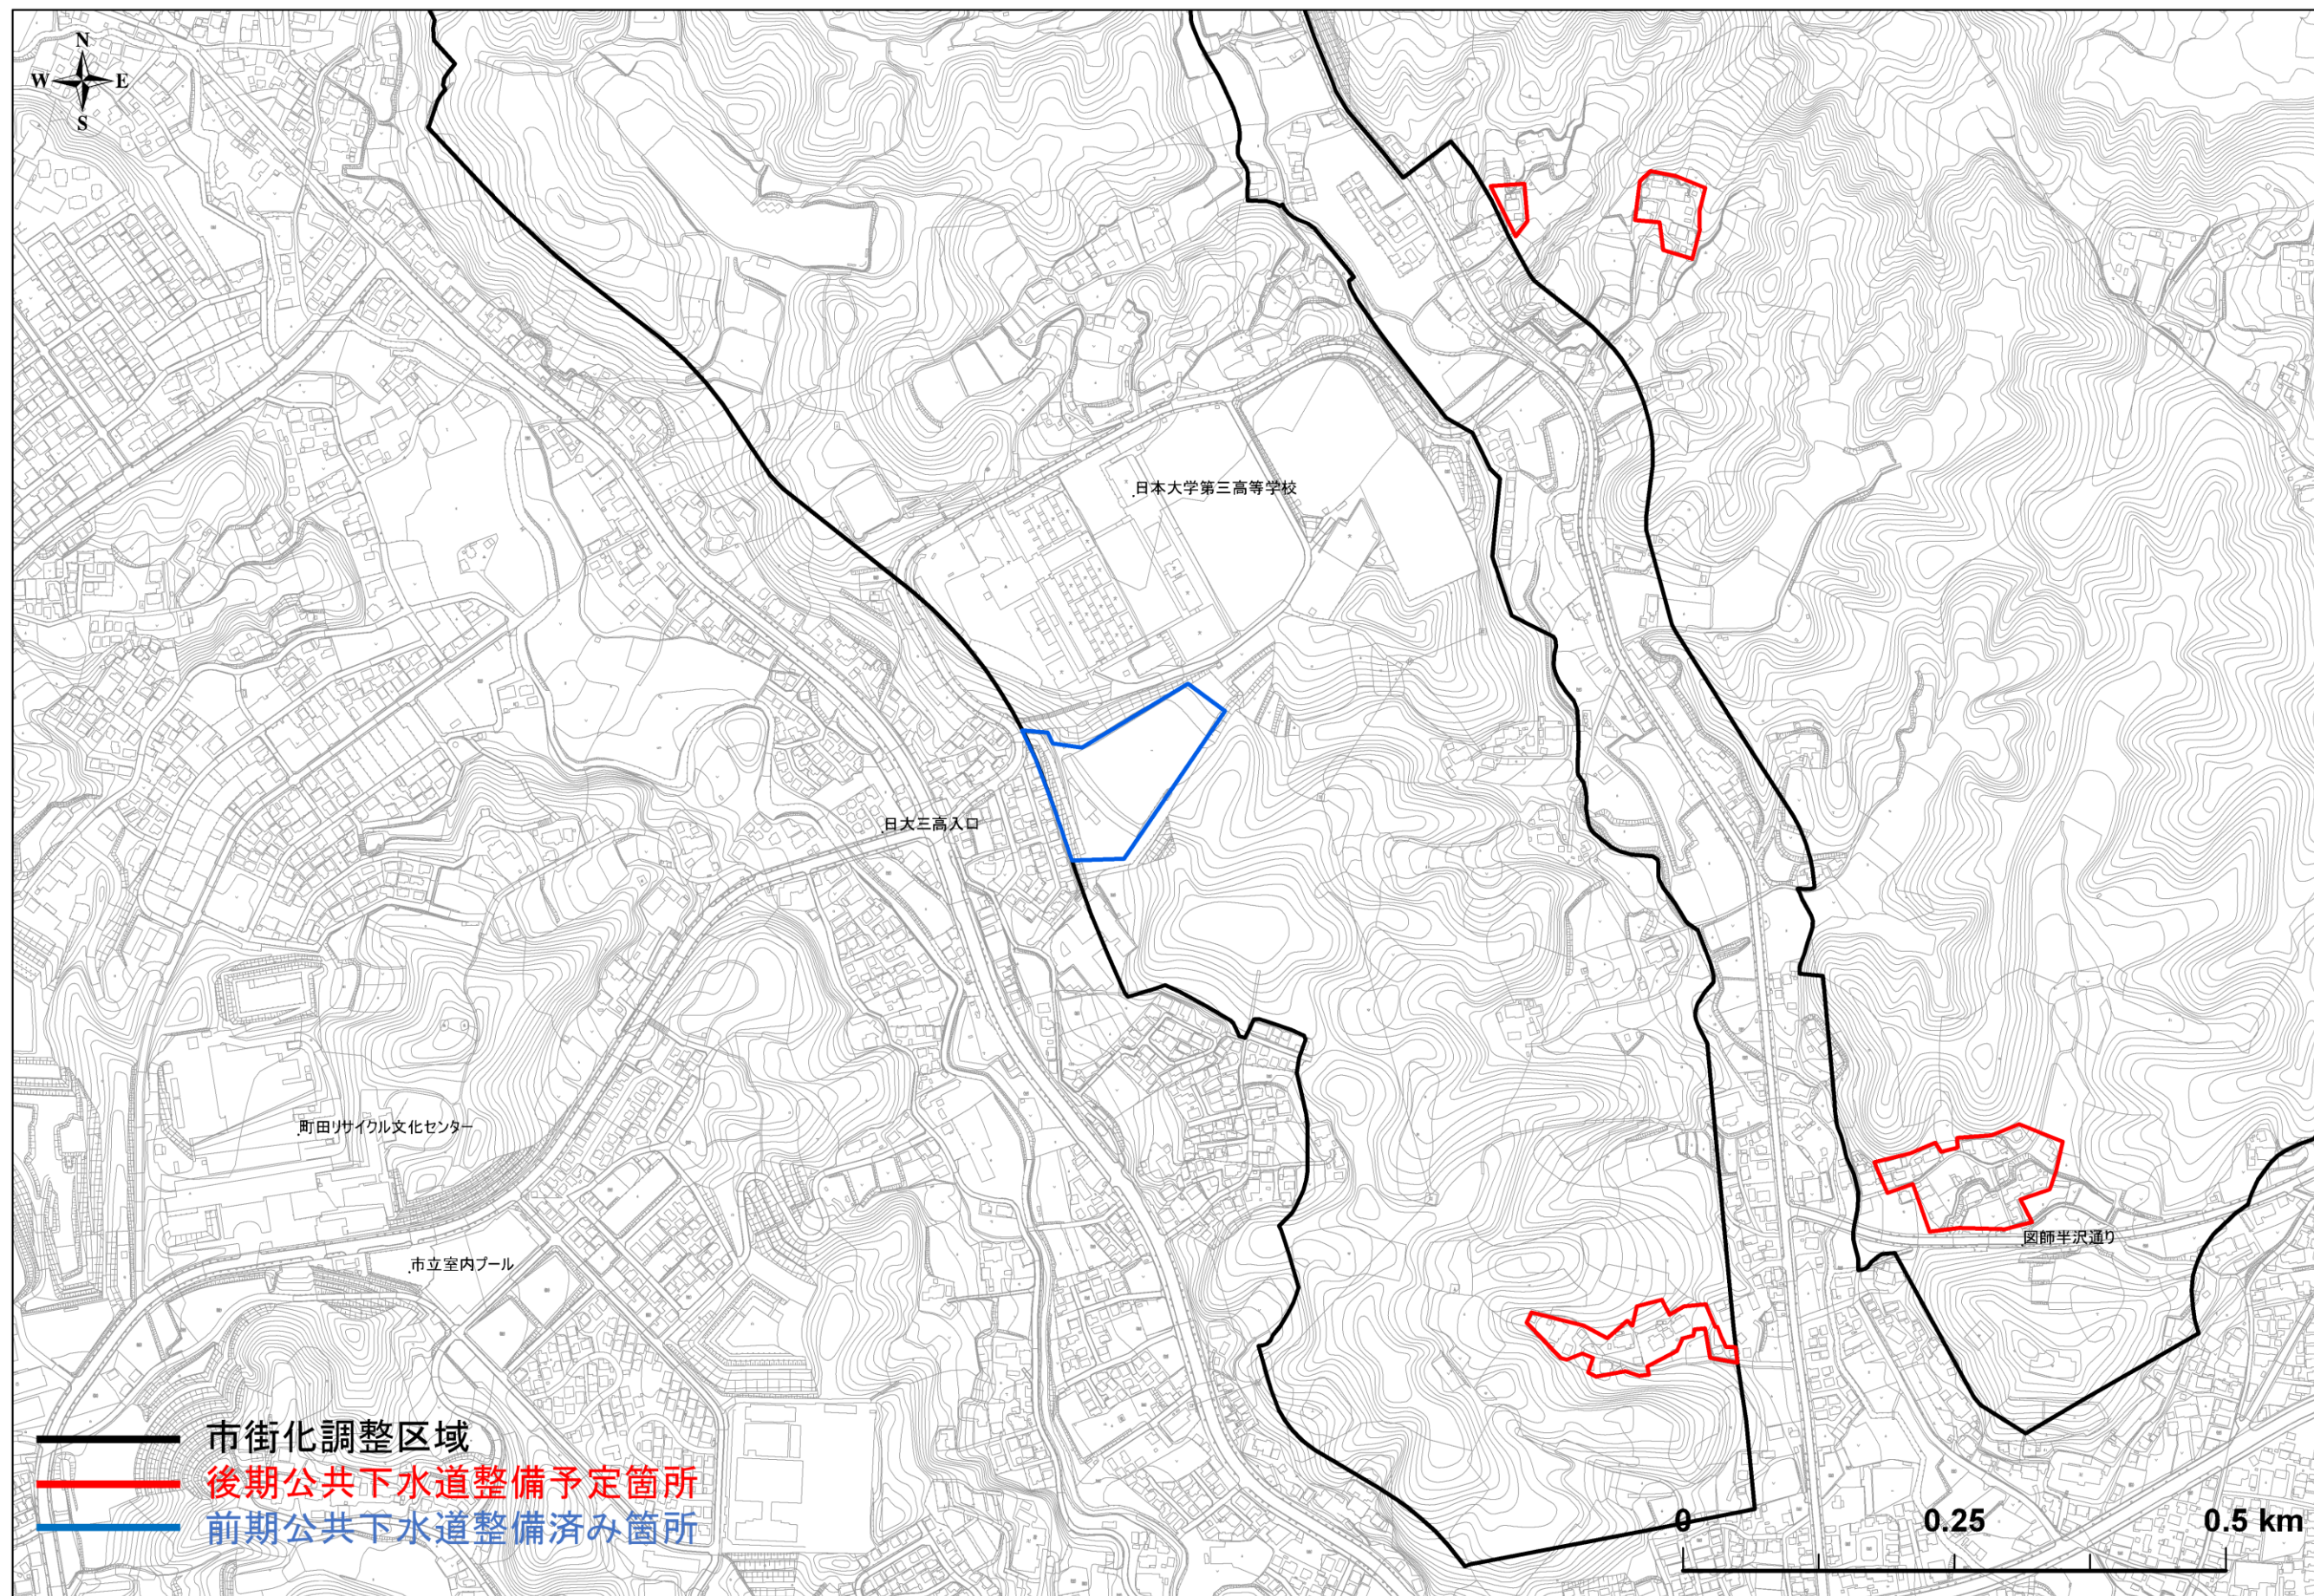 N
W E
S
.日本大学第三高等学校
.日大三高入口
.町田リサイクル文化センター
.図師半沢通り
.市立室内プール
市街化調整区域
後期公共下水道整備予定箇所
前期公共下水道整備済み箇所
0 0.25 0.5 km